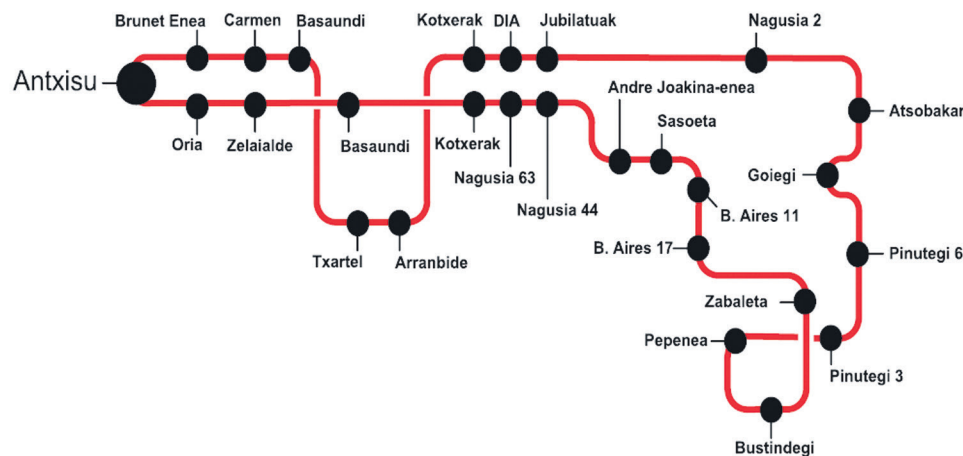 Brunet Enea
Carmen
Basaundi
Kotxerak
DIA
Jubilatuak
Nagusia 2
Antxisu
Andre Joakina-enea
Atsobakar
Sasoeta
Oria
Zelaialde
Basaundi
Kotxerak
Nagusia 63
Goiegi
Nagusia 44
B. Aires 11
B. Aires 17
Pinutegi 6
Txartel
Arranbide
Zabaleta
Pepenea
Pinutegi 3
Bustindegi